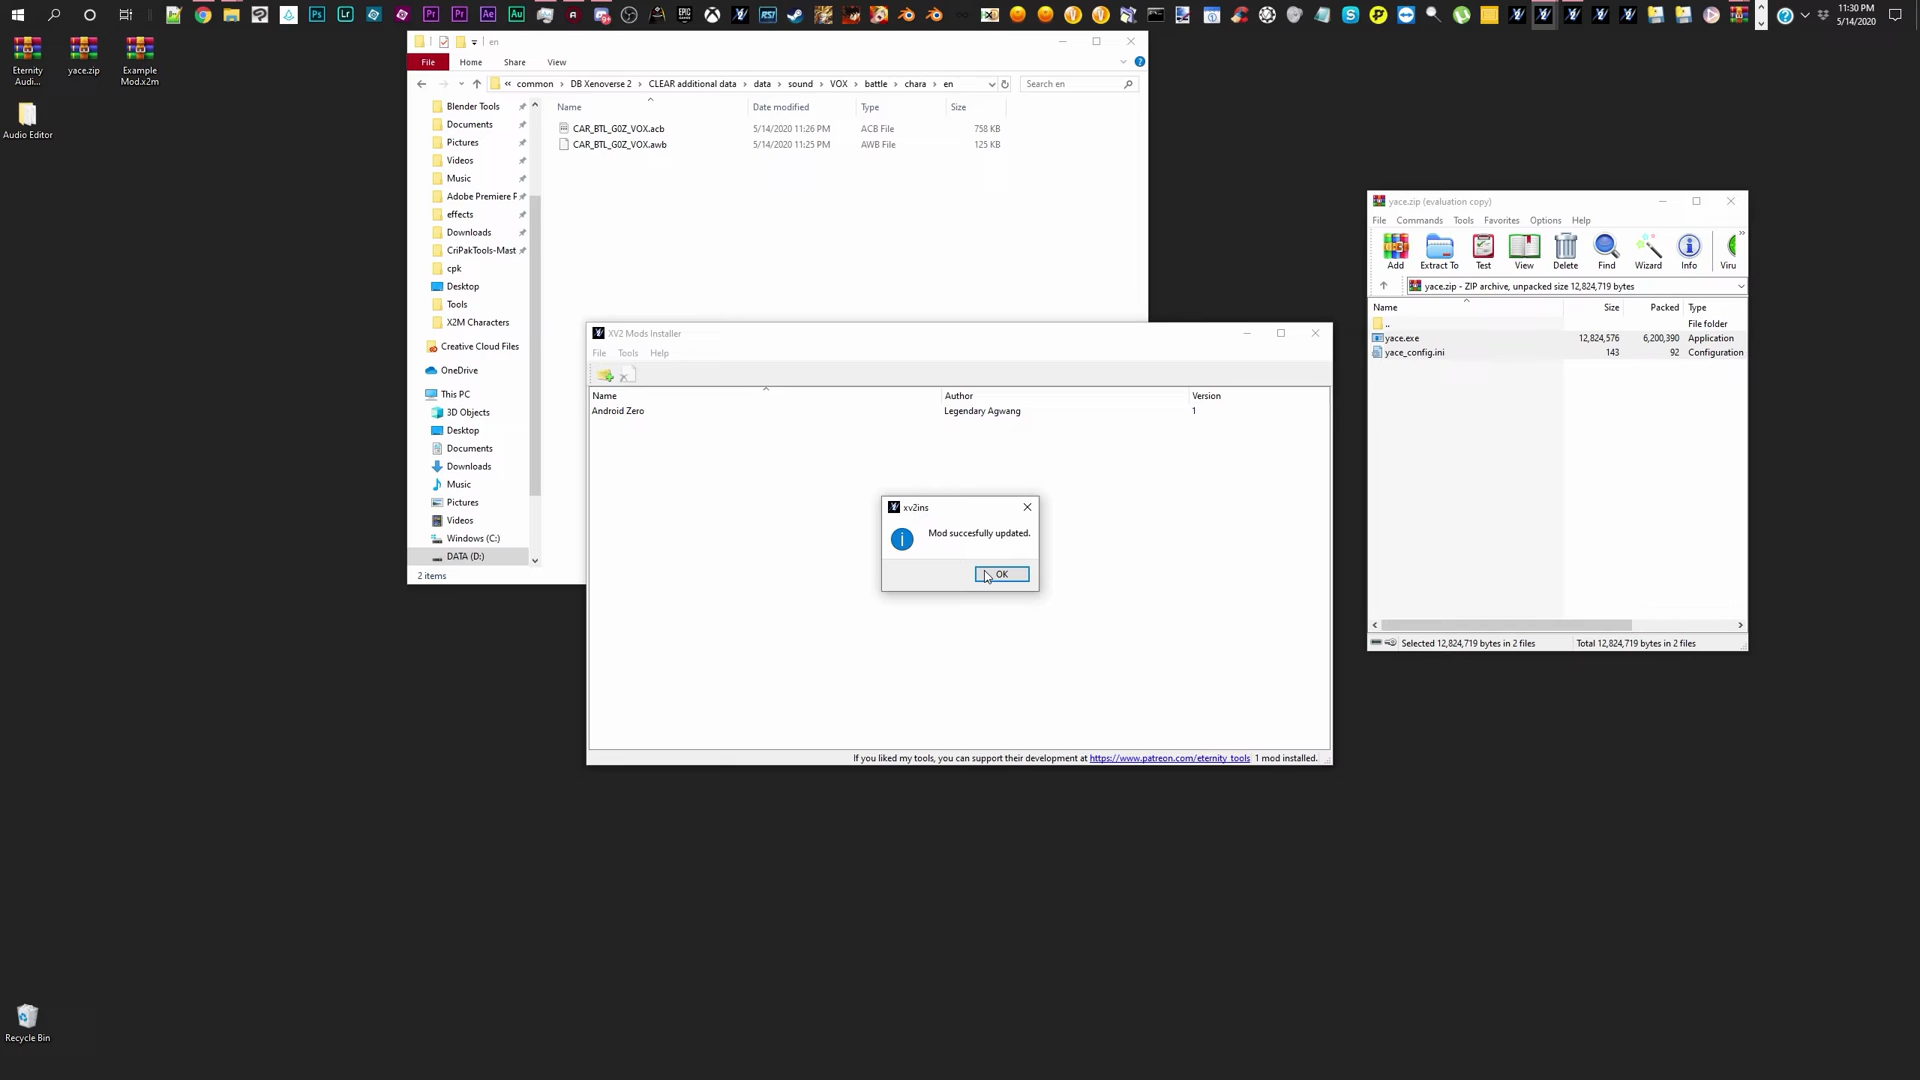 11:30 PM
5/14/2020
Eternity
Audi...
yace.zip
Example
Mod.x2m
Audio Editor
Recycle Bin
en
File
Home
Share
View
« common > DB Xenoverse 2 > CLEAR additional data > data > sound > VOX > battle > chara > en
Search en
Blender Tools
Documents
Pictures
Videos
Music
Adobe Premiere P
effects
Downloads
CriPakTools-Mast
cpk
Desktop
Tools
X2M Characters
Creative Cloud Files
OneDrive
This PC
3D Objects
Desktop
Documents
Downloads
Music
Pictures
Videos
Windows (C:)
DATA (D:)
Name Date modified Type Size
CAR_BTL_G0Z_VOX.acb 5/14/2020 11:26 PM ACB File 758 KB
CAR_BTL_G0Z_VOX.awb 5/14/2020 11:25 PM AWB File 125 KB
2 items
XV2 Mods Installer
File Tools Help
Name Author Version
Android Zero Legendary Agwang 1
xv2ins
Mod succesfully updated.
OK
If you liked my tools, you can support their development at https://www.patreon.com/eternity_tools 1 mod installed.
yace.zip (evaluation copy)
File Commands Tools Favorites Options Help
Add Extract To Test View Delete Find Wizard Info Viru
yace.zip - ZIP archive, unpacked size 12,824,719 bytes
Name Size Packed Type
.. File folder
yace.exe 12,824,576 6,200,390 Application
yace_config.ini 143 92 Configuration
Selected 12,824,719 bytes in 2 files
Total 12,824,719 bytes in 2 files